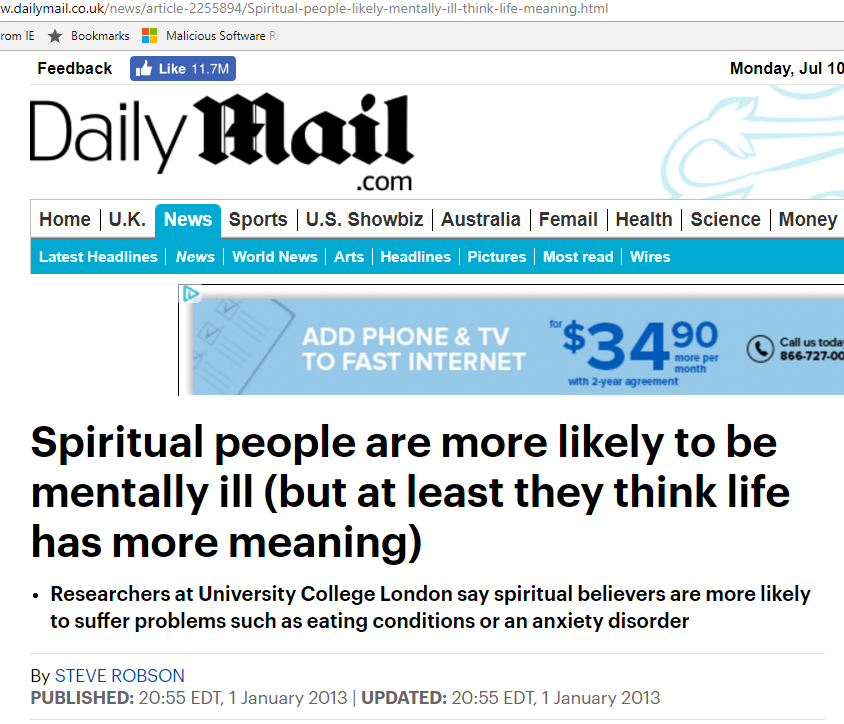 w.dailymail.co.uk/news/article-2255894/Spiritual-people-likely-mentally-ill-think-life-meaning.html
rom IE Bookmarks Malicious Software R
Feedback Like 11.7M Monday, Jul 10
Daily Mail
.com
Home U.K. News Sports U.S. Showbiz Australia Femail Health Science Money
Latest Headlines News World News Arts Headlines Pictures Most read Wires
ADD PHONE & TV
TO FAST INTERNET
for $34.90 more per month
with 2-year agreement
Call us toda
866-727-00
Spiritual people are more likely to be
mentally ill (but at least they think life
has more meaning)
• Researchers at University College London say spiritual believers are more likely
to suffer problems such as eating conditions or an anxiety disorder
By STEVE ROBSON
PUBLISHED: 20:55 EDT, 1 January 2013 | UPDATED: 20:55 EDT, 1 January 2013